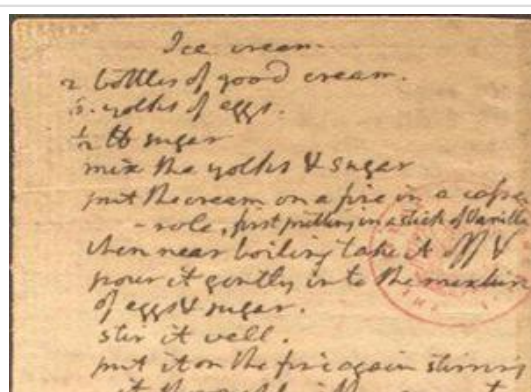 Ice cream.
2 bottles of good cream.
6. yolks of eggs.
1/2 lb sugar
mix the yolks & sugar
put the cream on a fire in a casse
- role, first putting in a stick of Vanilla
when near boiling take it off &
pour it gently into the mixture
of eggs & sugar.
stir it well.
put it on the fire again stirring
it thoroughly